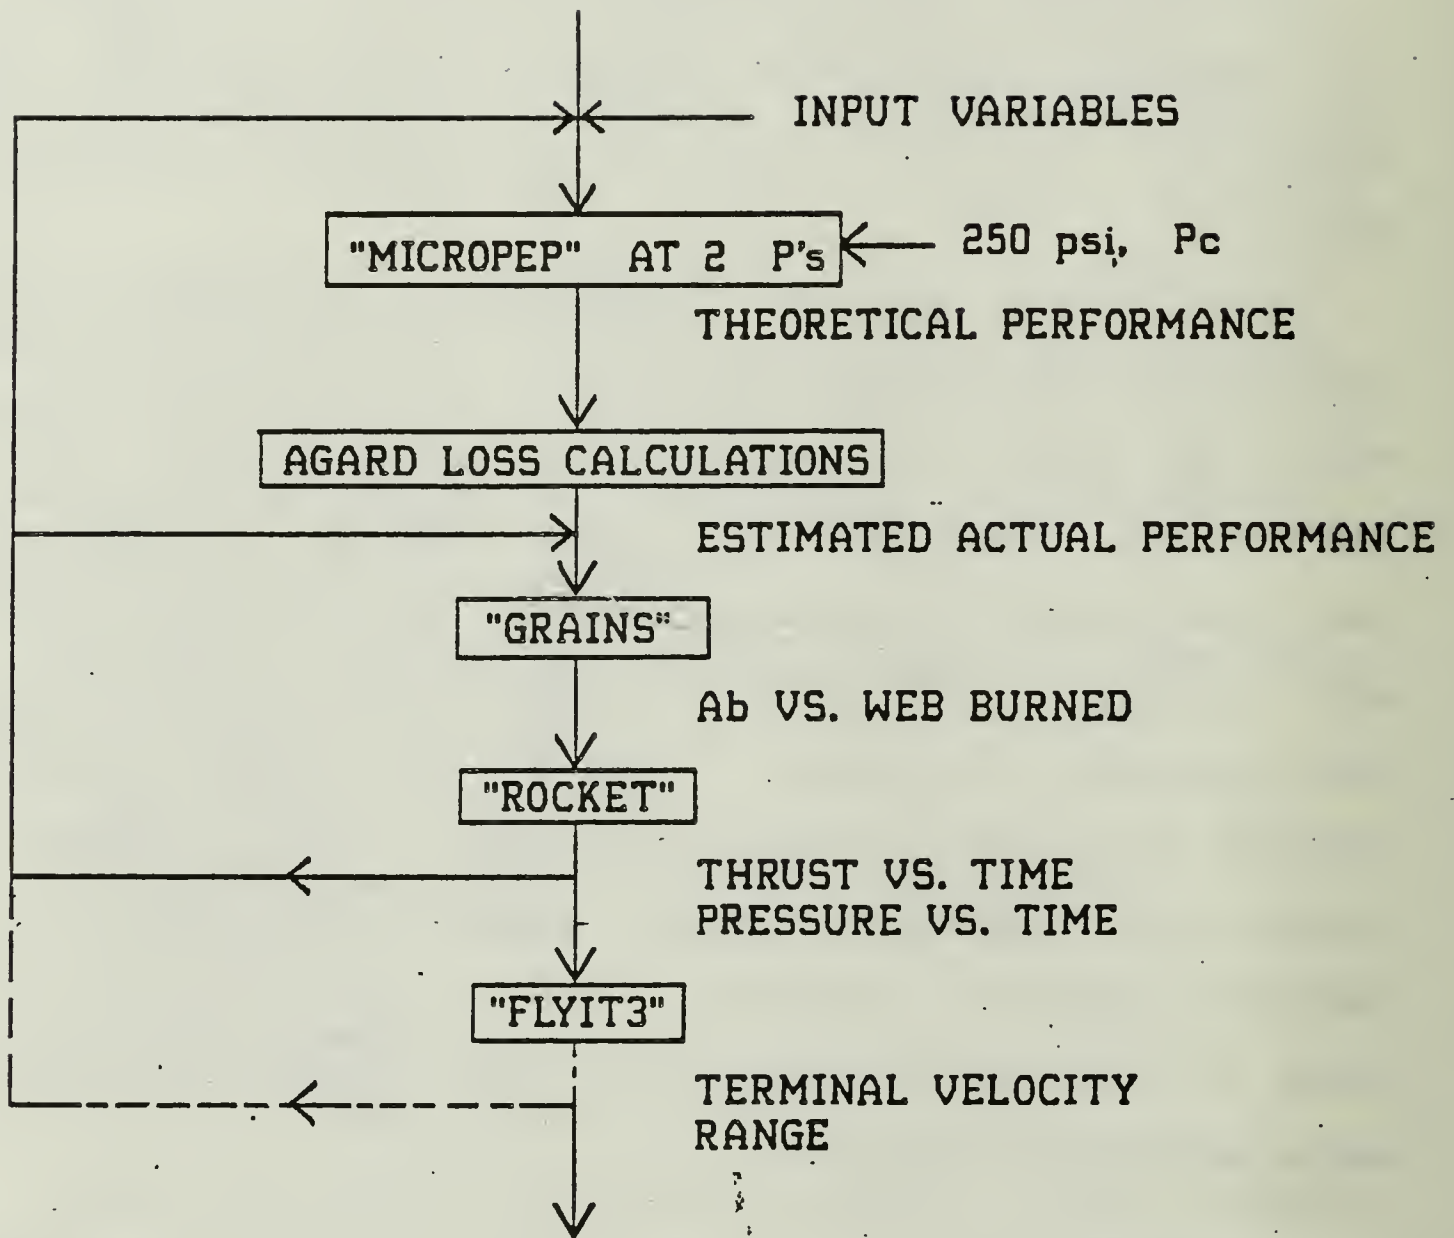 INPUT VARIABLES
"MICROPEP" AT 2 P's
250 psi, Pc
THEORETICAL PERFORMANCE
AGARD LOSS CALCULATIONS
ESTIMATED ACTUAL PERFORMANCE
"GRAINS"
Ab VS. WEB BURNED
"ROCKET"
THRUST VS. TIME
PRESSURE VS. TIME
"FLYIT3"
TERMINAL VELOCITY
RANGE